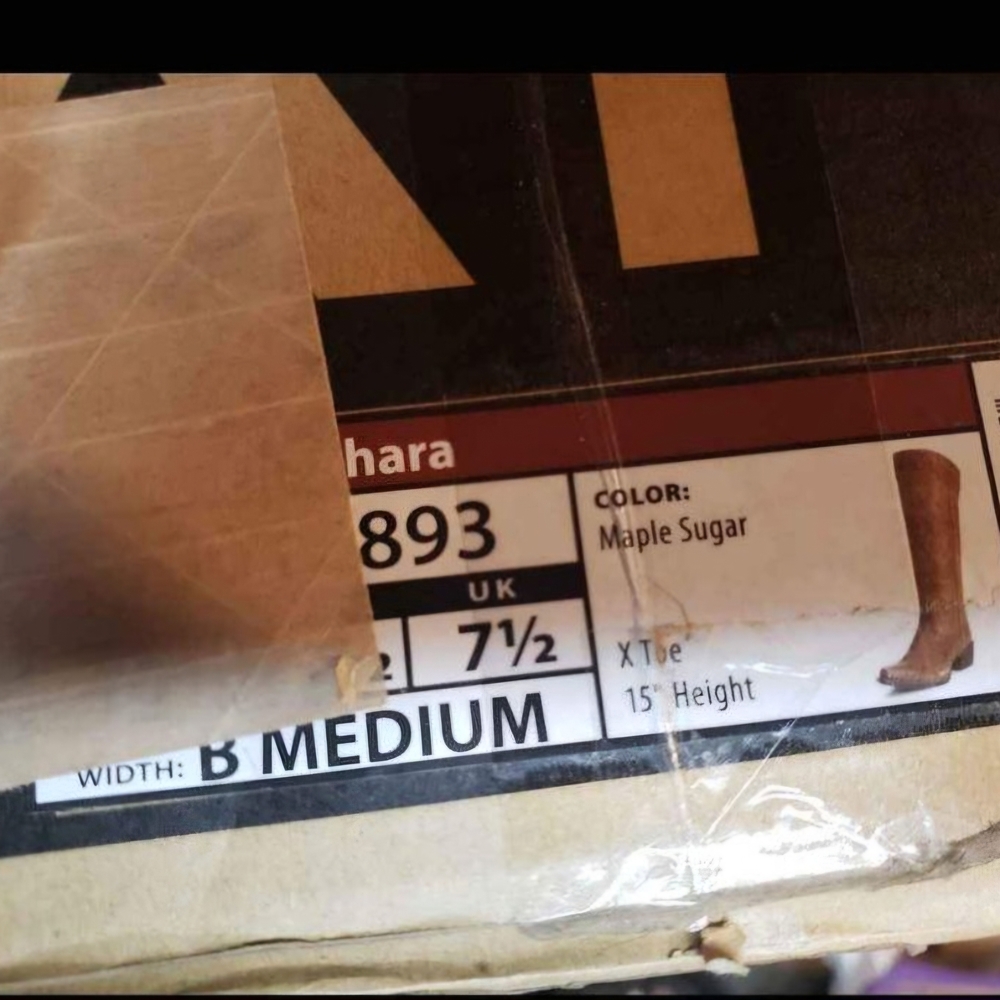 hara
893
UK
7½
WIDTH: B MEDIUM
COLOR:
Maple Sugar
X Toe
15" Height